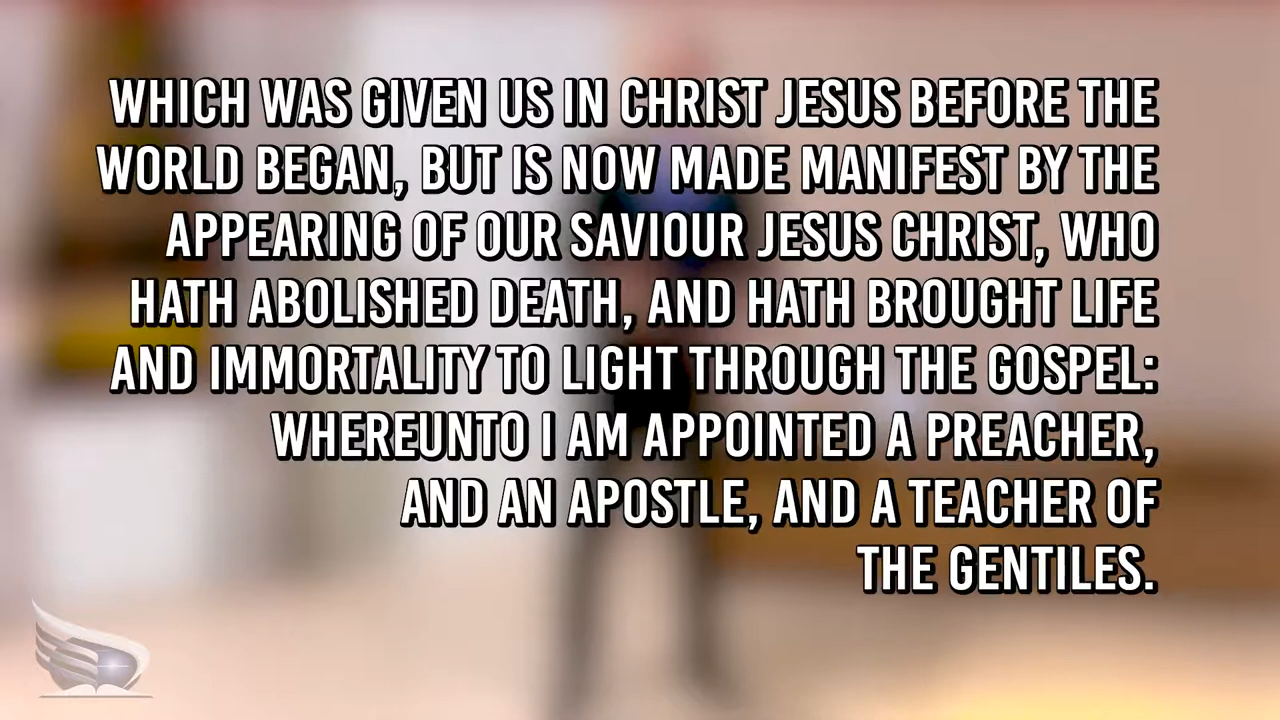 WHICH WAS GIVEN US IN CHRIST JESUS BEFORE THE
WORLD BEGAN, BUT IS NOW MADE MANIFEST BY THE
APPEARING OF OUR SAVIOUR JESUS CHRIST, WHO
HATH ABOLISHED DEATH, AND HATH BROUGHT LIFE
AND IMMORTALITY TO LIGHT THROUGH THE GOSPEL:
WHEREUNTO I AM APPOINTED A PREACHER,
AND AN APOSTLE, AND A TEACHER OF
THE GENTILES.